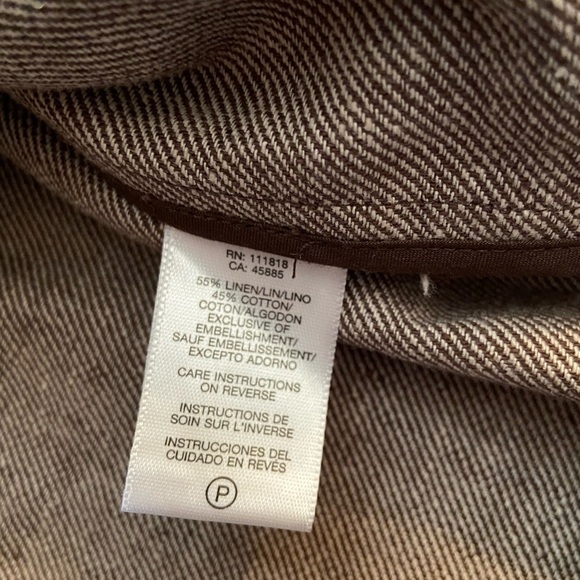 RN: 111818
CA: 45885
55% LINEN/LIN/LINO
45% COTTON/
COTON/ALGODON
EXCLUSIVE OF
EMBELLISHMENT/
SAUF EMBELLISSEMENT/
EXCEPTO ADORNO
CARE INSTRUCTIONS
ON REVERSE
INSTRUCTIONS DE
SOIN SUR L'INVERSE
INSTRUCCIONES DEL
CUIDADO EN REVÉS
P